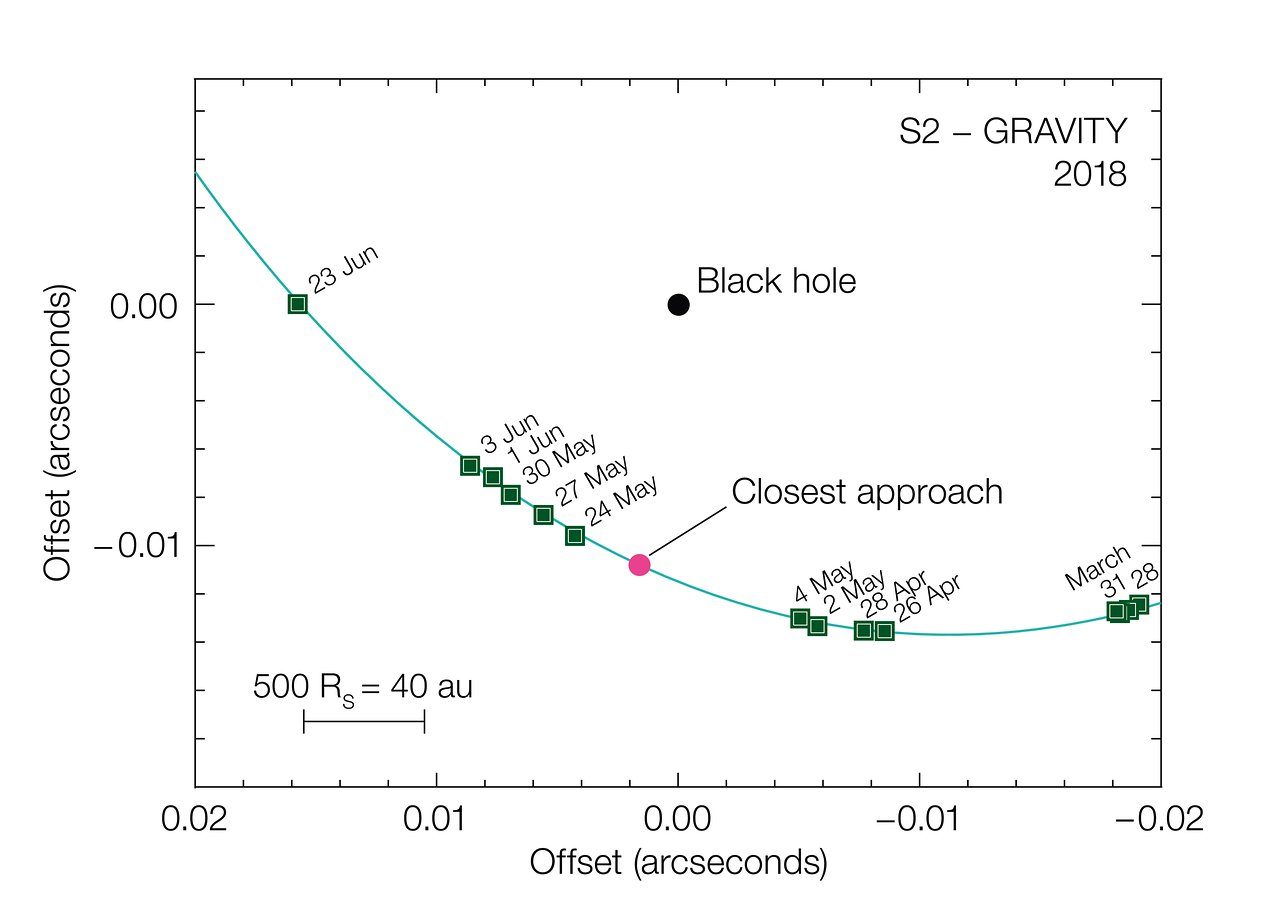 S2 – GRAVITY
2018
23 Jun
Black hole
0.00
3 Jun
1 Jun
30 May
27 May
24 May
Closest approach
−0.01
4 May
2 May
28 Apr
26 Apr
March
31 28
500 RS = 40 au
0.02 0.01 0.00 −0.01 −0.02
Offset (arcseconds)
Offset (arcseconds)